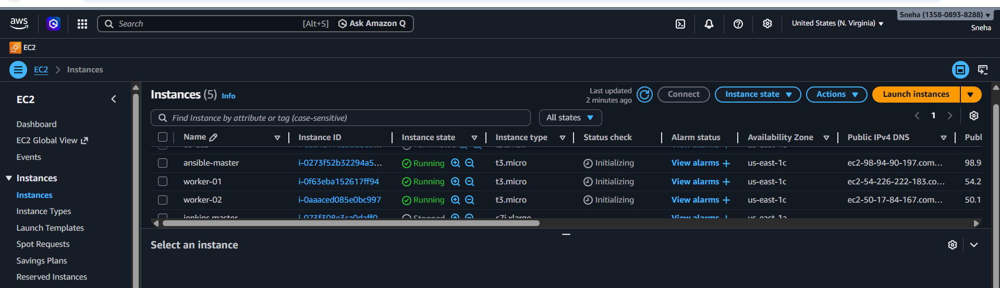 aws
Search [Alt+S] Ask Amazon Q
United States (N. Virginia)
Sneha (1358-0893-8288)
Sneha
EC2
EC2 Instances
EC2
Dashboard
EC2 Global View
Events
Instances
Instances
Instance Types
Launch Templates
Spot Requests
Savings Plans
Reserved Instances
Instances (5) Info
Last updated
2 minutes ago
Connect Instance state Actions Launch instances
Find Instance by attribute or tag (case-sensitive) All states 1
Name Instance ID Instance state Instance type Status check Alarm status Availability Zone Public IPv4 DNS Publ
Terminated View alarms +
ansible-master i-0273f52b32294a5... Running t3.micro Initializing View alarms + us-east-1c ec2-98-94-90-197.com... 98.9
worker-01 i-0f63eba152617ff94 Running t3.micro Initializing View alarms + us-east-1c ec2-54-226-222-183.co... 54.2
worker-02 i-0aaaced085e0bc997 Running t3.micro Initializing View alarms + us-east-1c ec2-50-17-84-167.com... 50.1
jenkins master i-073f308e3ca0daff0 Stopped c7i.xlarge View alarms + us-east-1a
Select an instance